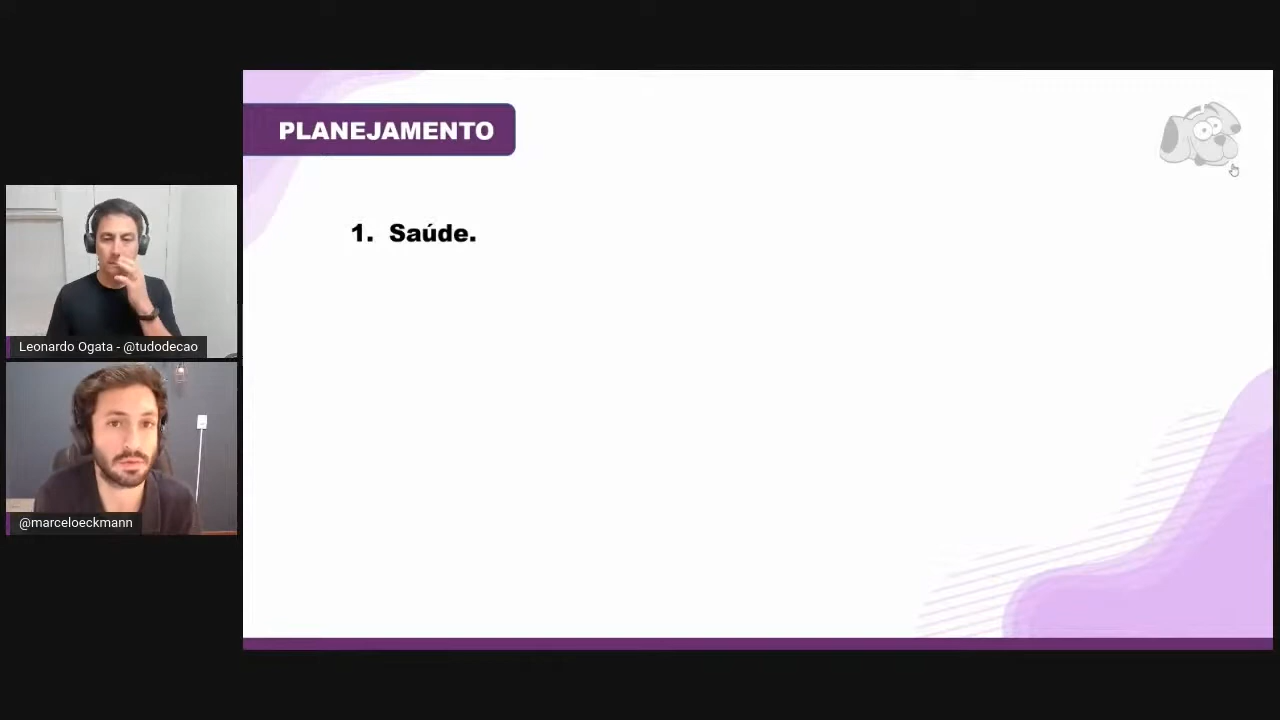 PLANEJAMENTO
1. Saúde.
Leonardo Ogata - @tudodecao
@marceloeckmann